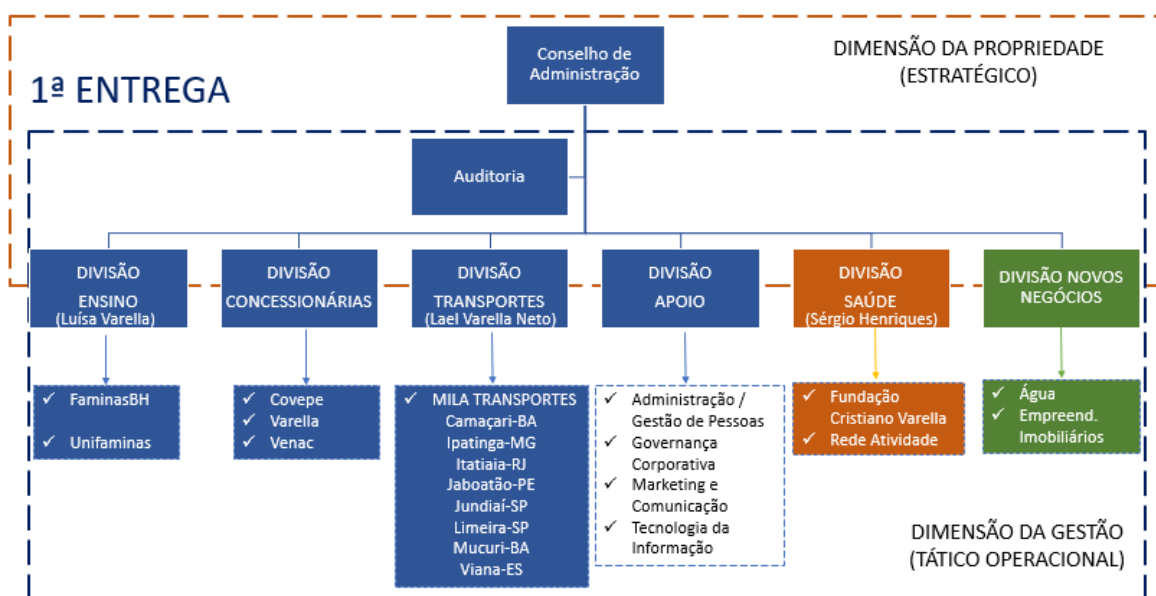 Conselho de
Administração
DIMENSÃO DA PROPRIEDADE
(ESTRATÉGICO)
1ª ENTREGA
Auditoria
DIVISÃO
ENSINO
(Luísa Varella)
DIVISÃO
CONCESSIONÁRIAS
DIVISÃO
TRANSPORTES
(Lael Varella Neto)
DIVISÃO
APOIO
DIVISÃO
SAÚDE
(Sérgio Henriques)
DIVISÃO NOVOS
NEGÓCIOS
✓ FaminasBH
✓ Unifaminas
✓ Covepe
✓ Varella
✓ Venac
✓ MILA TRANSPORTES
Camaçari-BA
Ipatinga-MG
Itatiaia-RJ
Jaboatão-PE
Jundiaí-SP
Limeira-SP
Mucuri-BA
Viana-ES
✓ Administração /
Gestão de Pessoas
✓ Governança
Corporativa
✓ Marketing e
Comunicação
✓ Tecnologia da
Informação
✓ Fundação
Cristiano Varella
✓ Rede Atividade
✓ Água
✓ Empreend.
Imobiliários
DIMENSÃO DA GESTÃO
(TÁTICO OPERACIONAL)